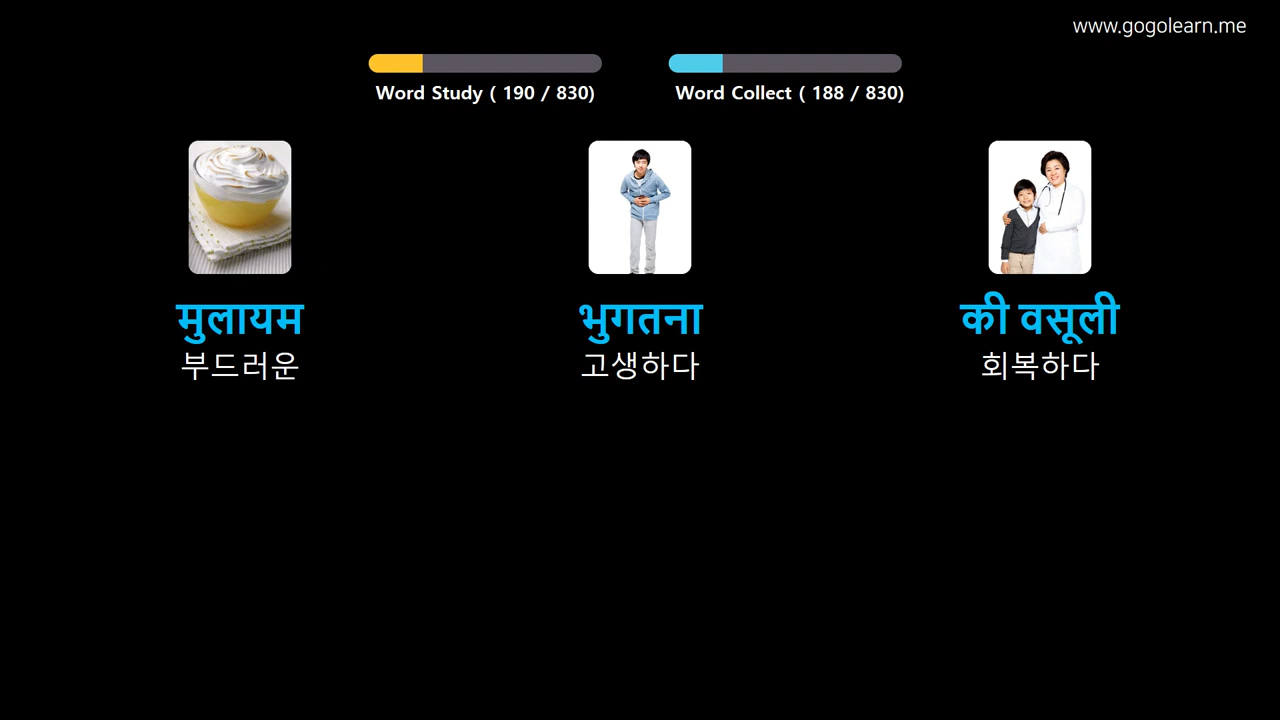 www.gogolearn.me
Word Study ( 190 / 830)
Word Collect ( 188 / 830)
मुलायम
부드러운
भुगतना
고생하다
की वसूली
회복하다